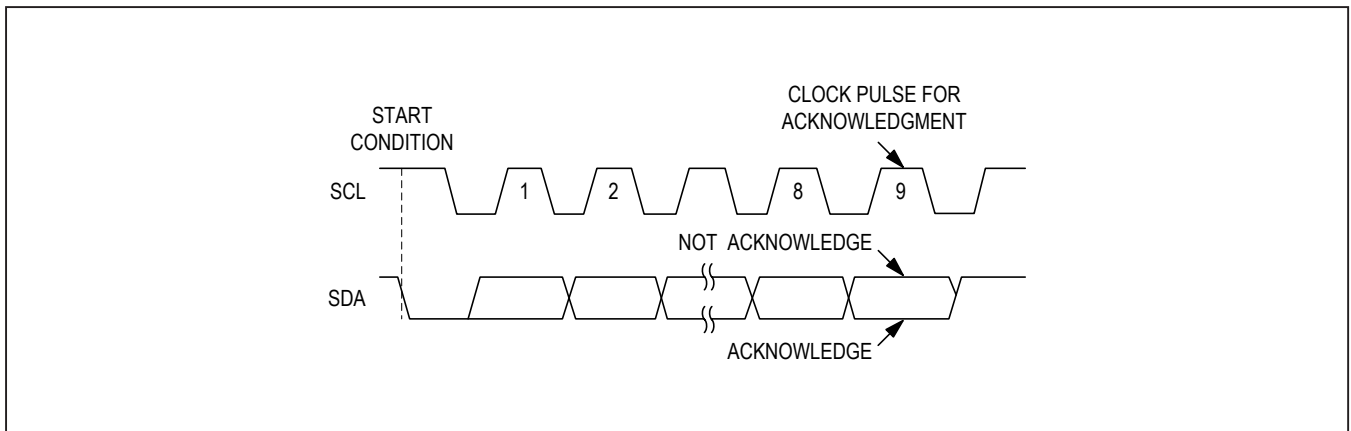 START
CONDITION
CLOCK PULSE FOR
ACKNOWLEDGMENT
SCL
1
2
8
9
NOT ACKNOWLEDGE
SDA
ACKNOWLEDGE